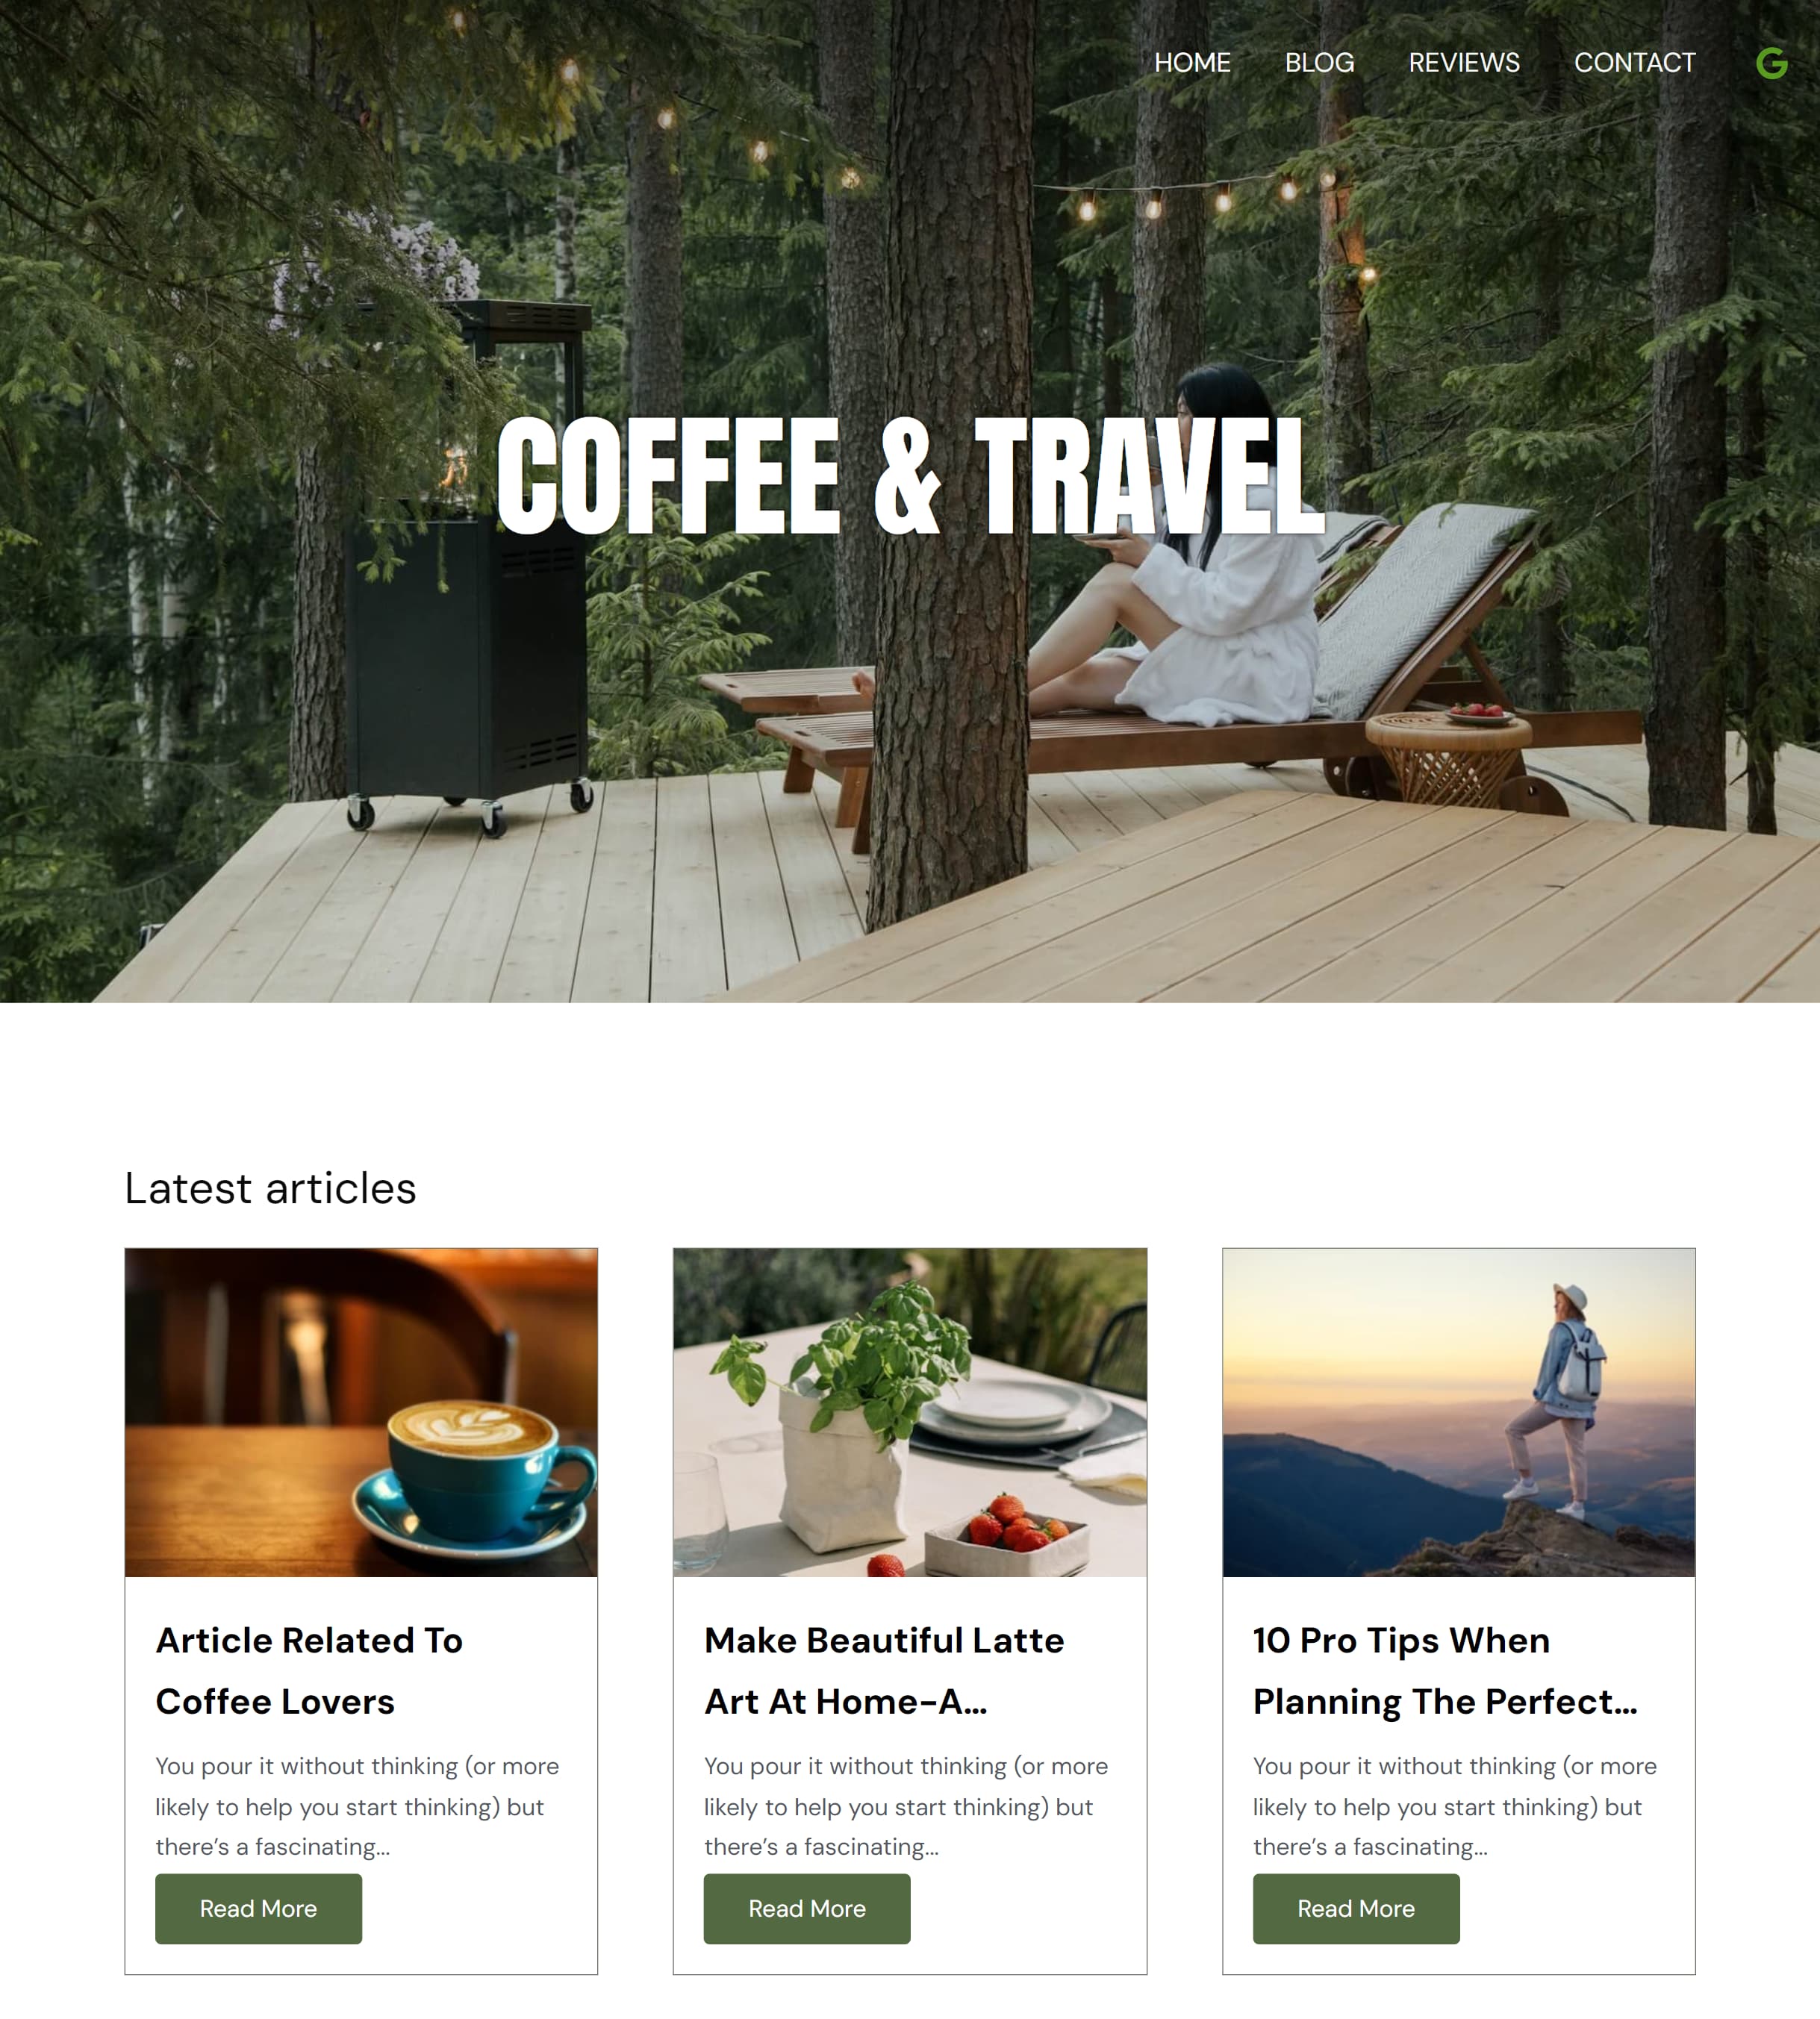 HOME BLOG REVIEWS CONTACT G
COFFEE & TRAVEL
Latest articles
Article Related To
Coffee Lovers
You pour it without thinking (or more
likely to help you start thinking) but
there’s a fascinating...
Read More
Make Beautiful Latte
Art At Home-A...
You pour it without thinking (or more
likely to help you start thinking) but
there’s a fascinating...
Read More
10 Pro Tips When
Planning The Perfect...
You pour it without thinking (or more
likely to help you start thinking) but
there’s a fascinating...
Read More